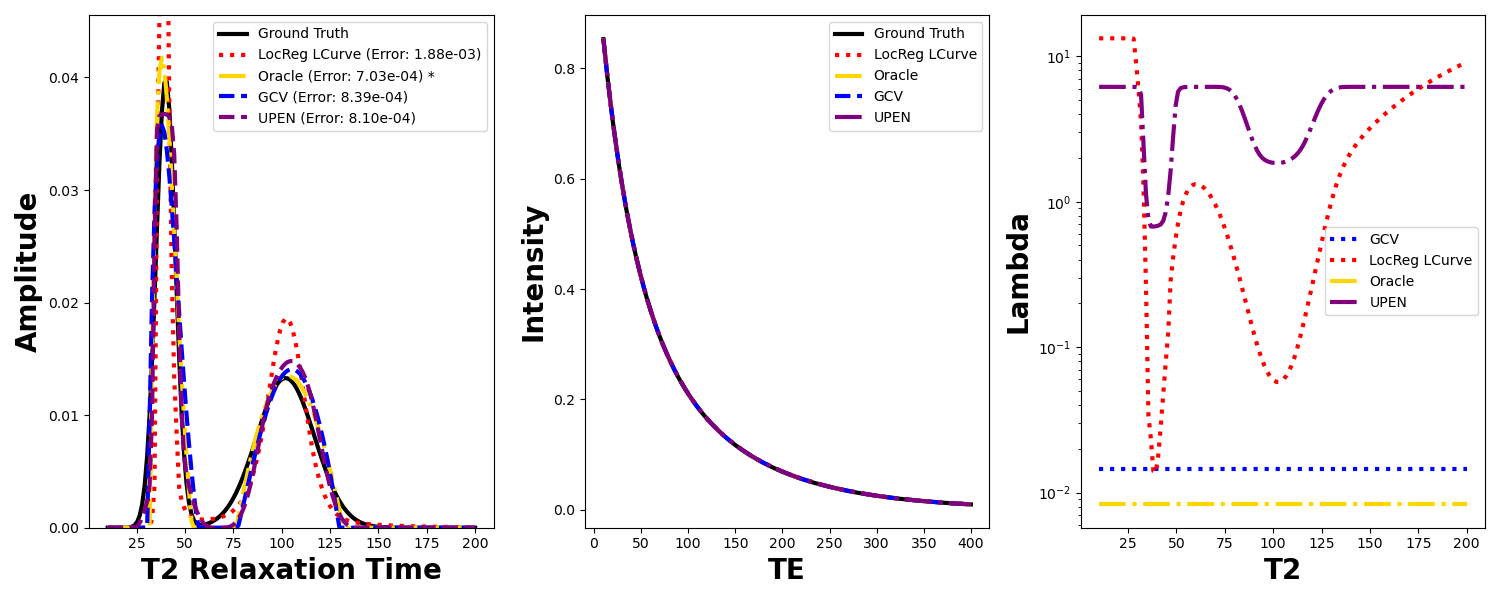 Amplitude
0.04
0.03
0.02
0.01
0.00
25 50 75 100 125 150 175 200
T2 Relaxation Time
Ground Truth
LocReg LCurve (Error: 1.88e-03)
Oracle (Error: 7.03e-04) *
GCV (Error: 8.39e-04)
UPEN (Error: 8.10e-04)
Intensity
0.8
0.6
0.4
0.2
0.0
0 50 100 150 200 250 300 350 400
TE
Ground Truth
LocReg LCurve
Oracle
GCV
UPEN
Lambda
10¹
10⁰
10⁻¹
10⁻²
25 50 75 100 125 150 175 200
T2
GCV
LocReg LCurve
Oracle
UPEN